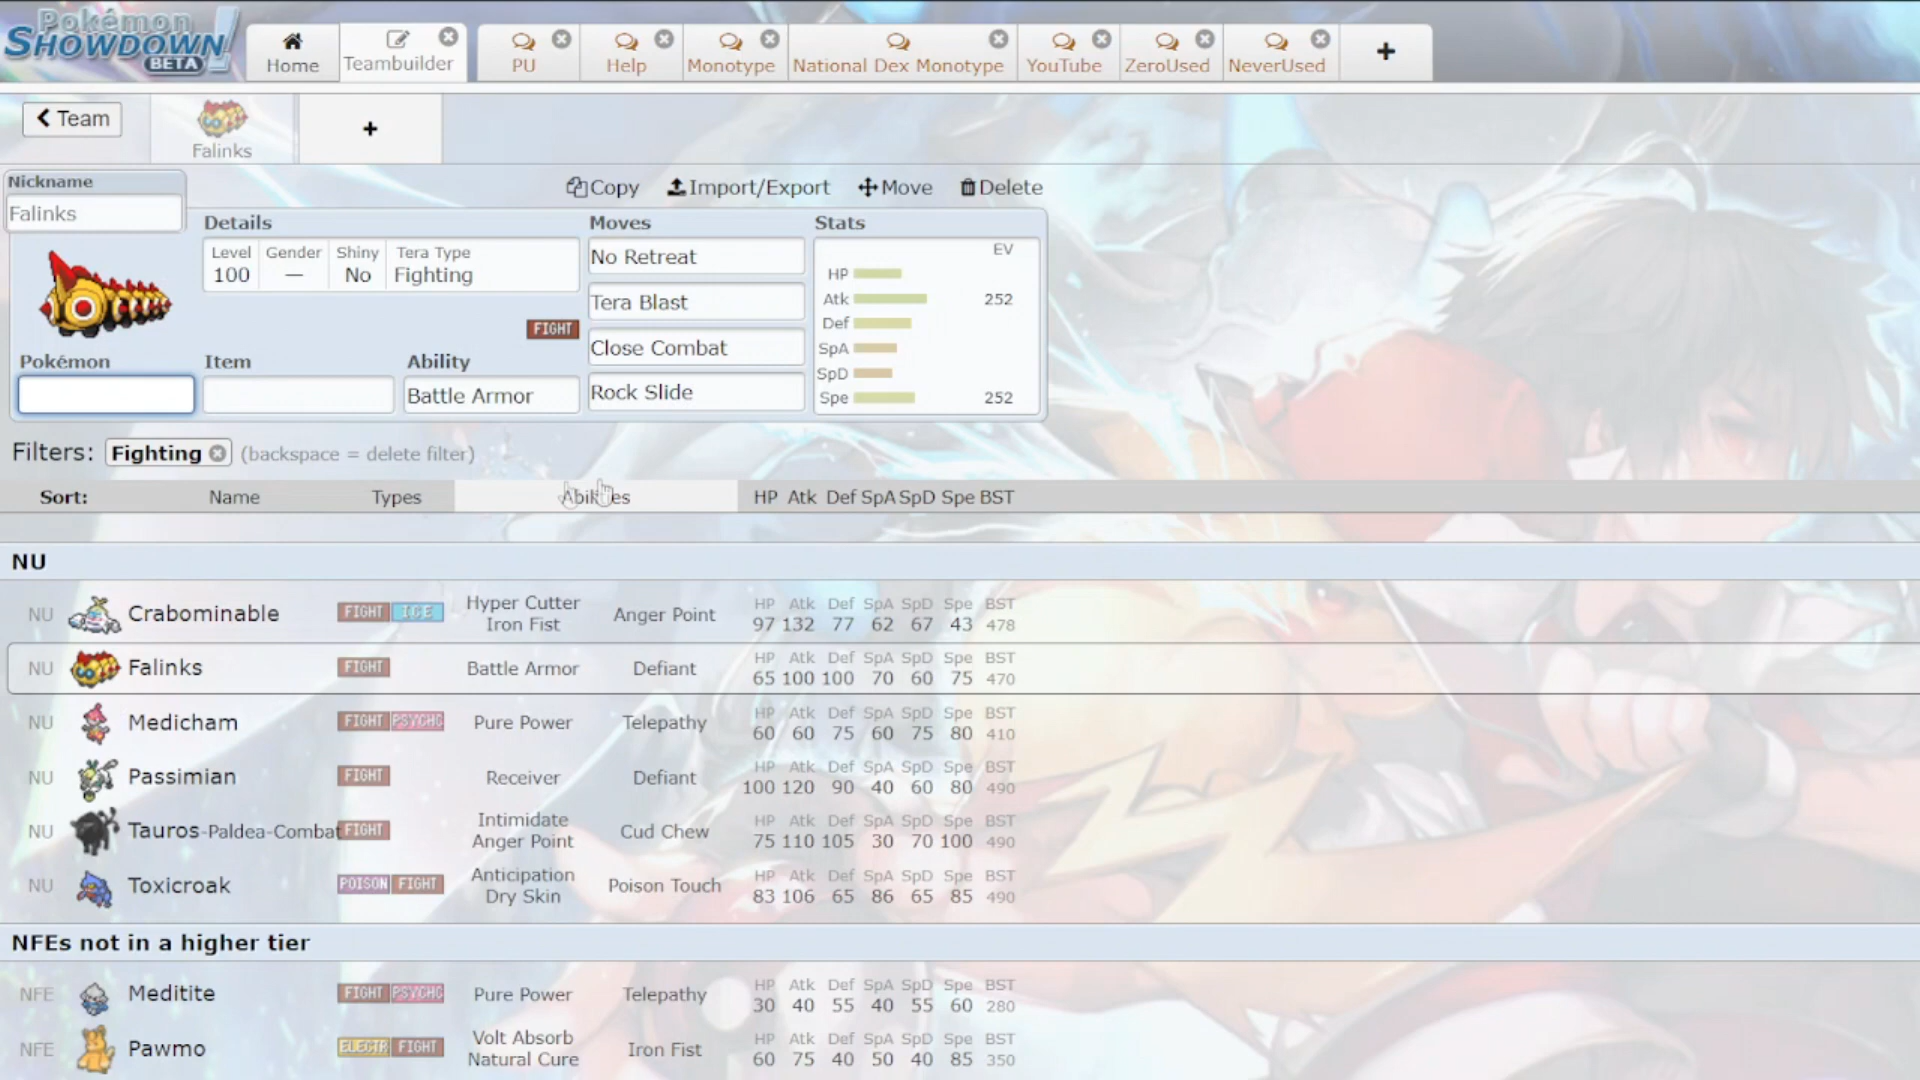 Pokémon
SHOWDOWN!
BETA
Home
Teambuilder
PU
Help
Monotype
National Dex Monotype
YouTube
ZeroUsed
NeverUsed
+
Team
Falinks
+
Nickname
Falinks
Copy
Import/Export
Move
Delete
Details
Level
100
Gender
—
Shiny
No
Tera Type
Fighting
FIGHT
Pokémon
Item
Ability
Battle Armor
Moves
No Retreat
Tera Blast
Close Combat
Rock Slide
Stats
EV
HP
Atk 252
Def
SpA
SpD
Spe 252
Filters: Fighting (backspace = delete filter)
Sort: Name Types Abilities HP Atk Def SpA SpD Spe BST
NU
NU Crabominable FIGHT ICE Hyper Cutter Iron Fist Anger Point HP 97 Atk 132 Def 77 SpA 62 SpD 67 Spe 43 BST 478
NU Falinks FIGHT Battle Armor Defiant HP 65 Atk 100 Def 100 SpA 70 SpD 60 Spe 75 BST 470
NU Medicham FIGHT PSYCHC Pure Power Telepathy HP 60 Atk 60 Def 75 SpA 60 SpD 75 Spe 80 BST 410
NU Passimian FIGHT Receiver Defiant HP 100 Atk 120 Def 90 SpA 40 SpD 60 Spe 80 BST 490
NU Tauros-Paldea-Combat FIGHT Intimidate Anger Point Cud Chew HP 75 Atk 110 Def 105 SpA 30 SpD 70 Spe 100 BST 490
NU Toxicroak POISON FIGHT Anticipation Dry Skin Poison Touch HP 83 Atk 106 Def 65 SpA 86 SpD 65 Spe 85 BST 490
NFEs not in a higher tier
NFE Meditite FIGHT PSYCHC Pure Power Telepathy HP 30 Atk 40 Def 55 SpA 40 SpD 55 Spe 60 BST 280
NFE Pawmo ELECTR FIGHT Volt Absorb Natural Cure Iron Fist HP 60 Atk 75 Def 40 SpA 50 SpD 40 Spe 85 BST 350